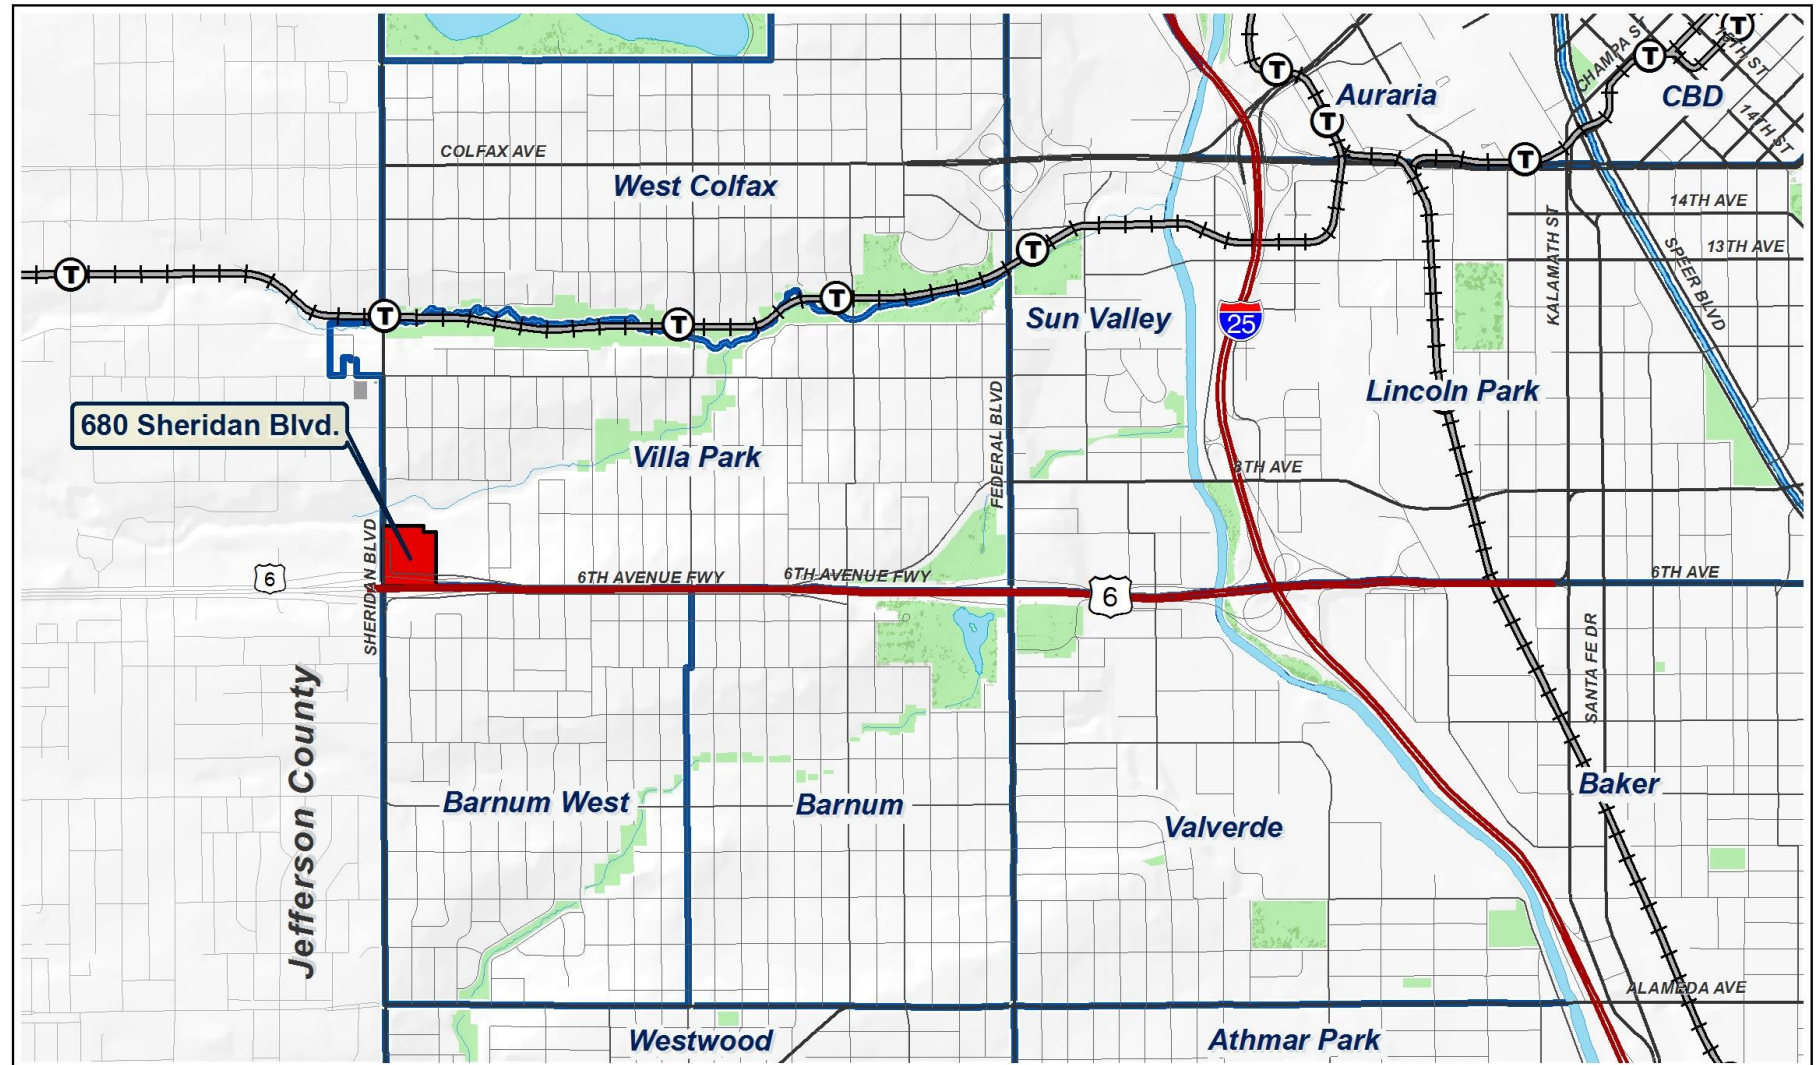 T
T
T
CHAMPA ST
15TH ST
Auraria
CBD
T
14TH ST
COLFAX AVE
T
West Colfax
14TH AVE
KALAMATH ST
SPEER BLVD
13TH AVE
T
T
T
T
T
Sun Valley
25
Lincoln Park
680 Sheridan Blvd.
Villa Park
FEDERAL BLVD
8TH AVE
SHERIDAN BLVD
6
6TH AVENUE FWY
6TH AVENUE FWY
6
6TH AVE
SANTA FE DR
Jefferson County
Barnum West
Barnum
Valverde
Baker
ALAMEDA AVE
Westwood
Athmar Park